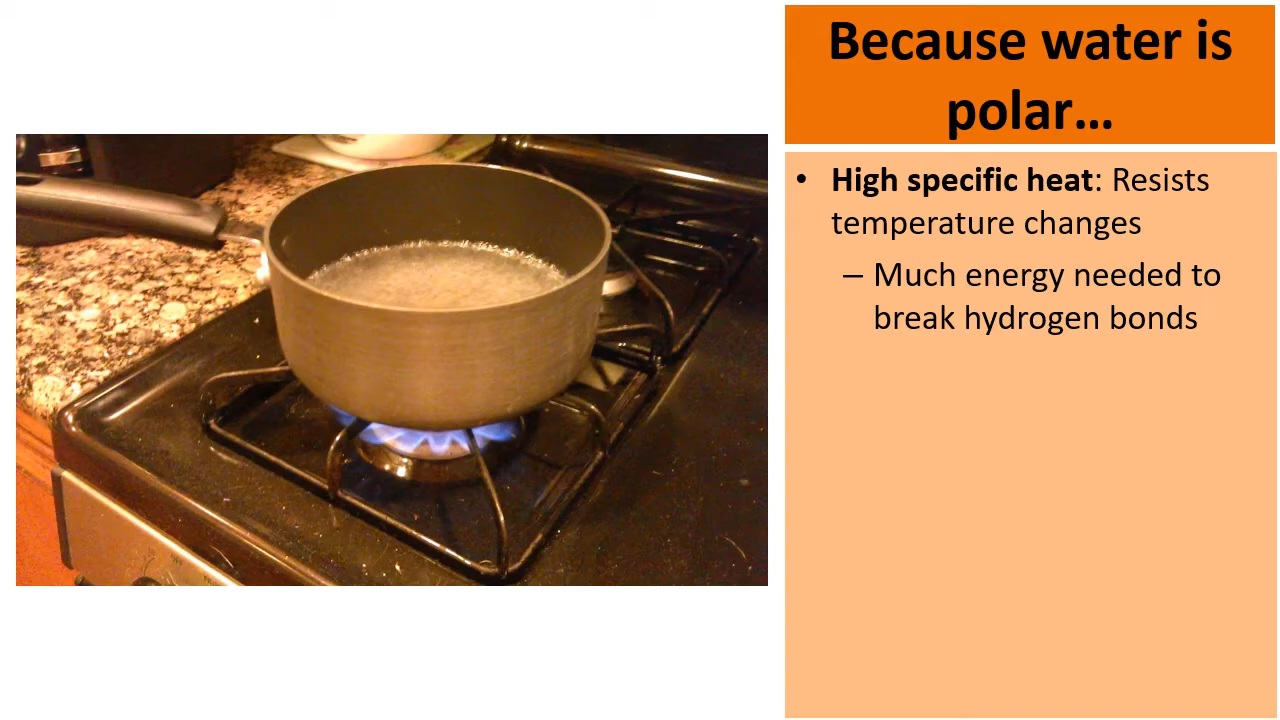 Because water is
polar…
• High specific heat: Resists
temperature changes
– Much energy needed to
break hydrogen bonds